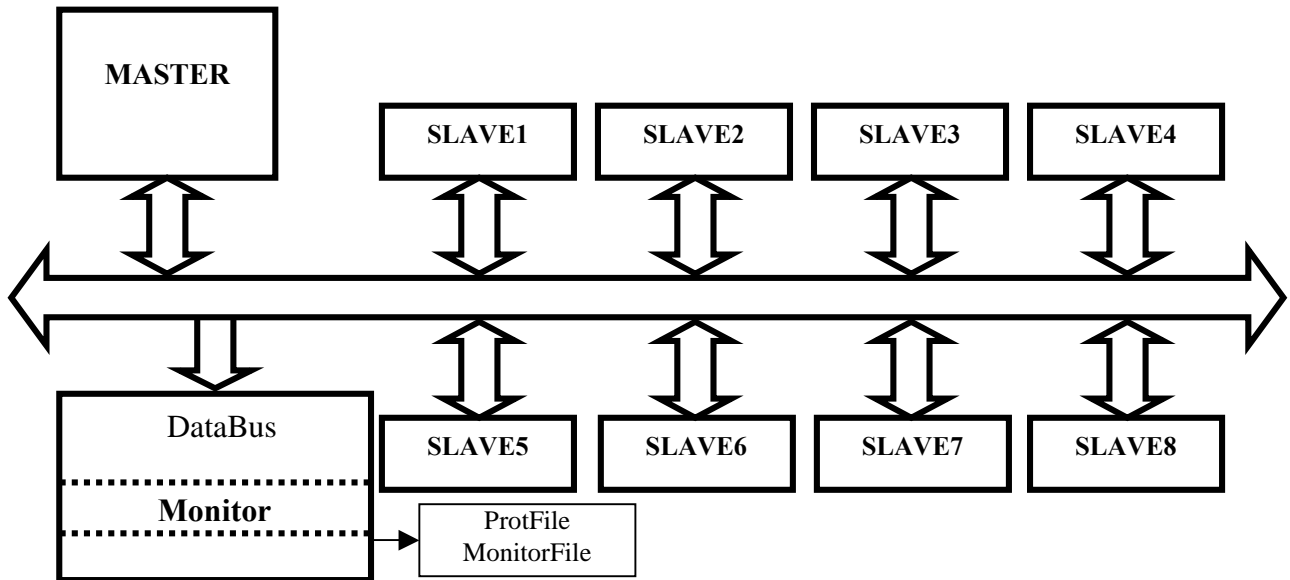 MASTER
SLAVE1
SLAVE2
SLAVE3
SLAVE4
DataBus
Monitor
SLAVE5
SLAVE6
SLAVE7
SLAVE8
ProtFile
MonitorFile